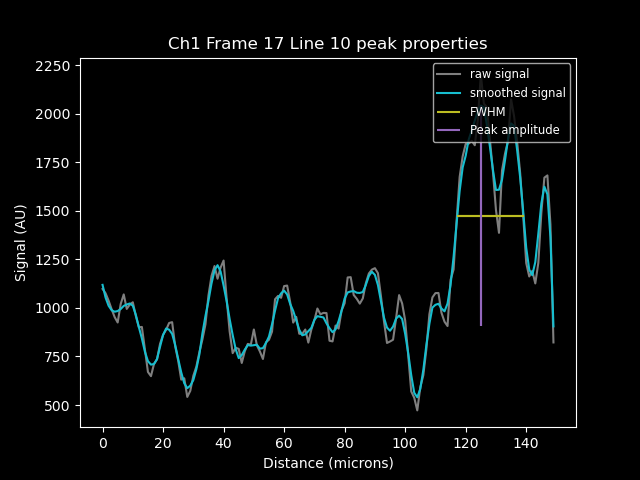 Ch1 Frame 17 Line 10 peak properties
raw signal
smoothed signal
FWHM
Peak amplitude
Signal (AU)
2250
2000
1750
1500
1250
1000
750
500
0 20 40 60 80 100 120 140
Distance (microns)